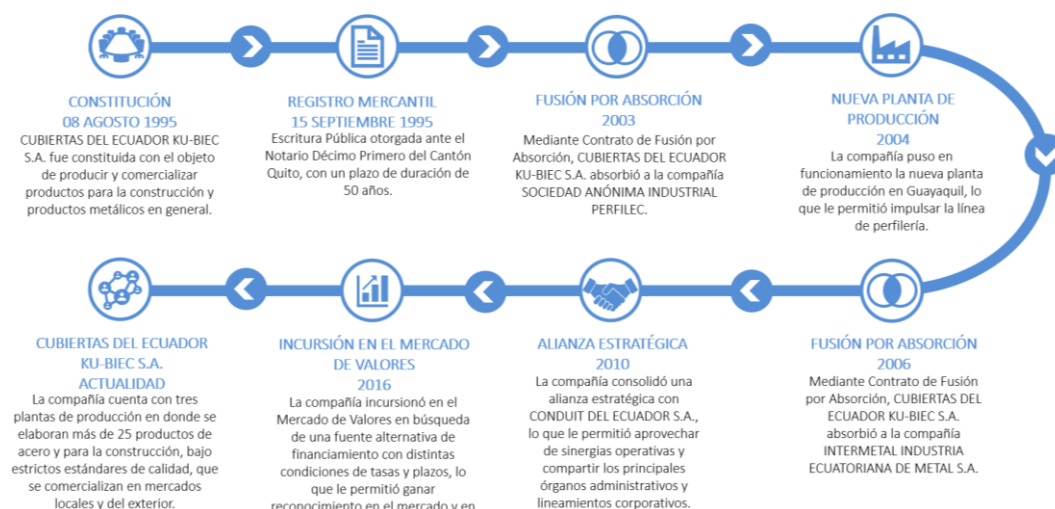 CONSTITUCIÓN
08 AGOSTO 1995
CUBIERTAS DEL ECUADOR KU-BIEC
S.A. fue constituida con el objeto
de producir y comercializar
productos para la construcción y
productos metálicos en general.
REGISTRO MERCANTIL
15 SEPTIEMBRE 1995
Escritura Pública otorgada ante el
Notario Décimo Primero del Cantón
Quito, con un plazo de duración de
50 años.
FUSIÓN POR ABSORCIÓN
2003
Mediante Contrato de Fusión por
Absorción, CUBIERTAS DEL ECUADOR
KU-BIEC S.A. absorbió a la compañía
SOCIEDAD ANÓNIMA INDUSTRIAL
PERFILEC.
NUEVA PLANTA DE
PRODUCCIÓN
2004
La compañía puso en
funcionamiento la nueva planta
de producción en Guayaquil, lo
que le permitió impulsar la línea
de perfilería.
FUSIÓN POR ABSORCIÓN
2006
Mediante Contrato de Fusión
por Absorción, CUBIERTAS DEL
ECUADOR KU-BIEC S.A.
absorbió a la compañía
INTERMETAL INDUSTRIA
ECUATORIANA DE METAL S.A.
ALIANZA ESTRATÉGICA
2010
La compañía consolidó una
alianza estratégica con
CONDUIT DEL ECUADOR S.A.,
lo que le permitió aprovechar
de sinergias operativas y
compartir los principales
órganos administrativos y
lineamientos corporativos.
INCURSIÓN EN EL MERCADO
DE VALORES
2016
La compañía incursionó en el
Mercado de Valores en búsqueda
de una fuente alternativa de
financiamiento con distintas
condiciones de tasas y plazos, lo
que le permitió ganar
reconocimiento en el mercado y en
CUBIERTAS DEL ECUADOR
KU-BIEC S.A.
ACTUALIDAD
La compañía cuenta con tres
plantas de producción en donde se
elaboran más de 25 productos de
acero y para la construcción, bajo
estrictos estándares de calidad, que
se comercializan en mercados
locales y del exterior.